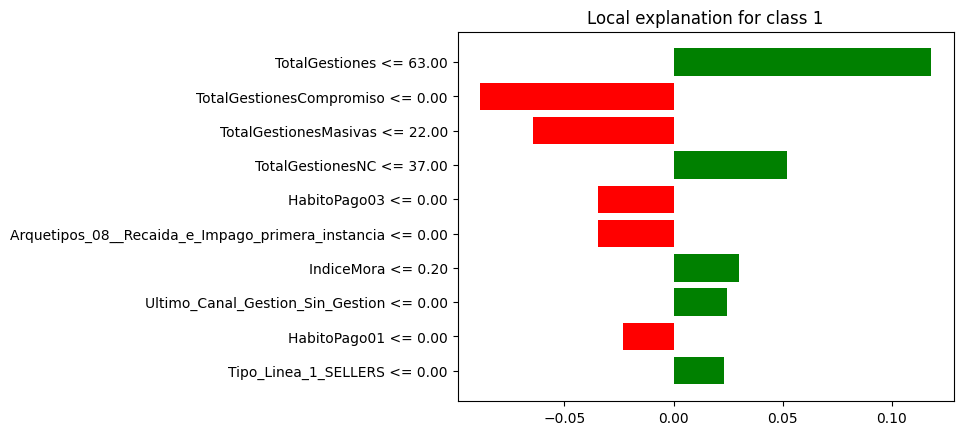 Local explanation for class 1
TotalGestiones <= 63.00
TotalGestionesCompromiso <= 0.00
TotalGestionesMasivas <= 22.00
TotalGestionesNC <= 37.00
HabitoPago03 <= 0.00
Arquetipos_08__Recaida_e_Impago_primera_instancia <= 0.00
IndiceMora <= 0.20
Ultimo_Canal_Gestion_Sin_Gestion <= 0.00
HabitoPago01 <= 0.00
Tipo_Linea_1_SELLERS <= 0.00
−0.05 0.00 0.05 0.10